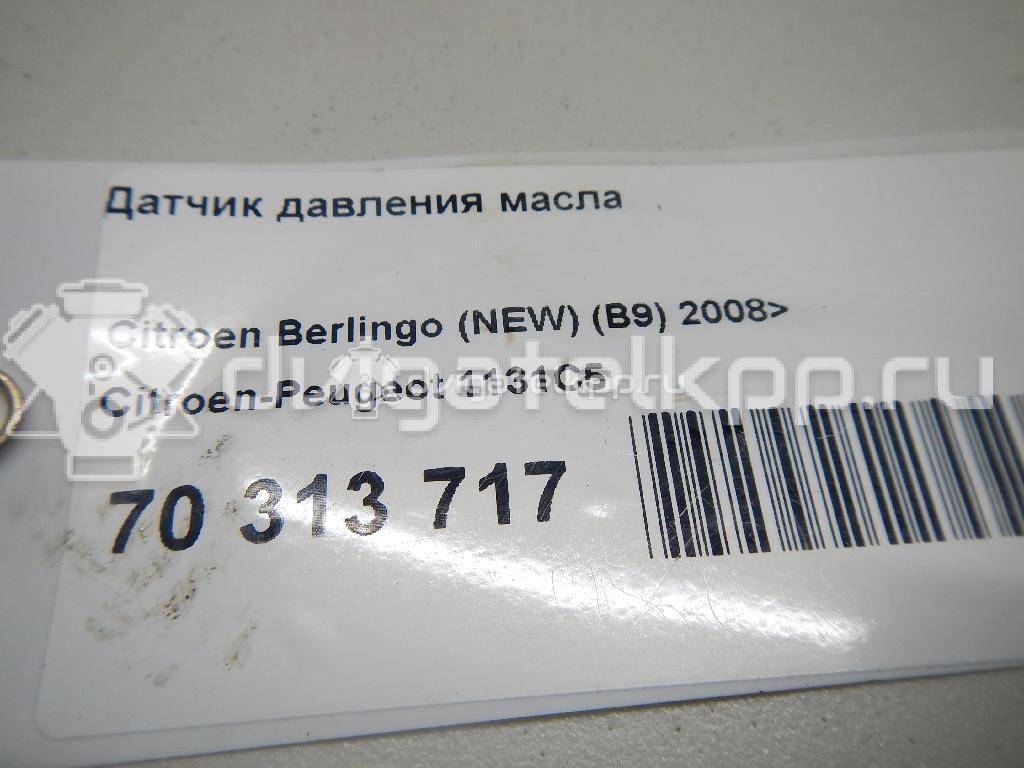 Датчик давления масла
Citroen Berlingo (NEW) (B9) 2008>
Citroen-Peugeot 1131C5
70 313 717
dvigatelkpp.ru